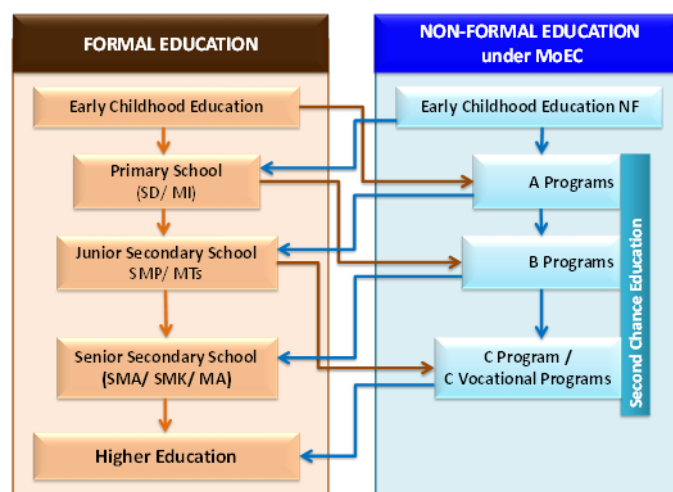 FORMAL EDUCATION
Early Childhood Education
Primary School
(SD/ MI)
Junior Secondary School
SMP/ MTs
Senior Secondary School
(SMA/ SMK/ MA)
Higher Education
NON-FORMAL EDUCATION
under MoEC
Early Childhood Education NF
A Programs
B Programs
C Program /
C Vocational Programs
Second Chance Education